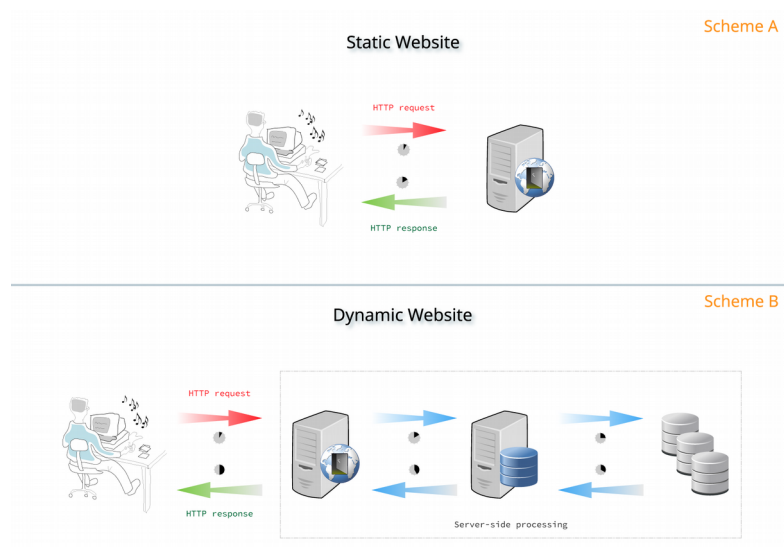 Scheme A
Static Website
HTTP request
HTTP response
Scheme B
Dynamic Website
HTTP request
HTTP response
Server-side processing